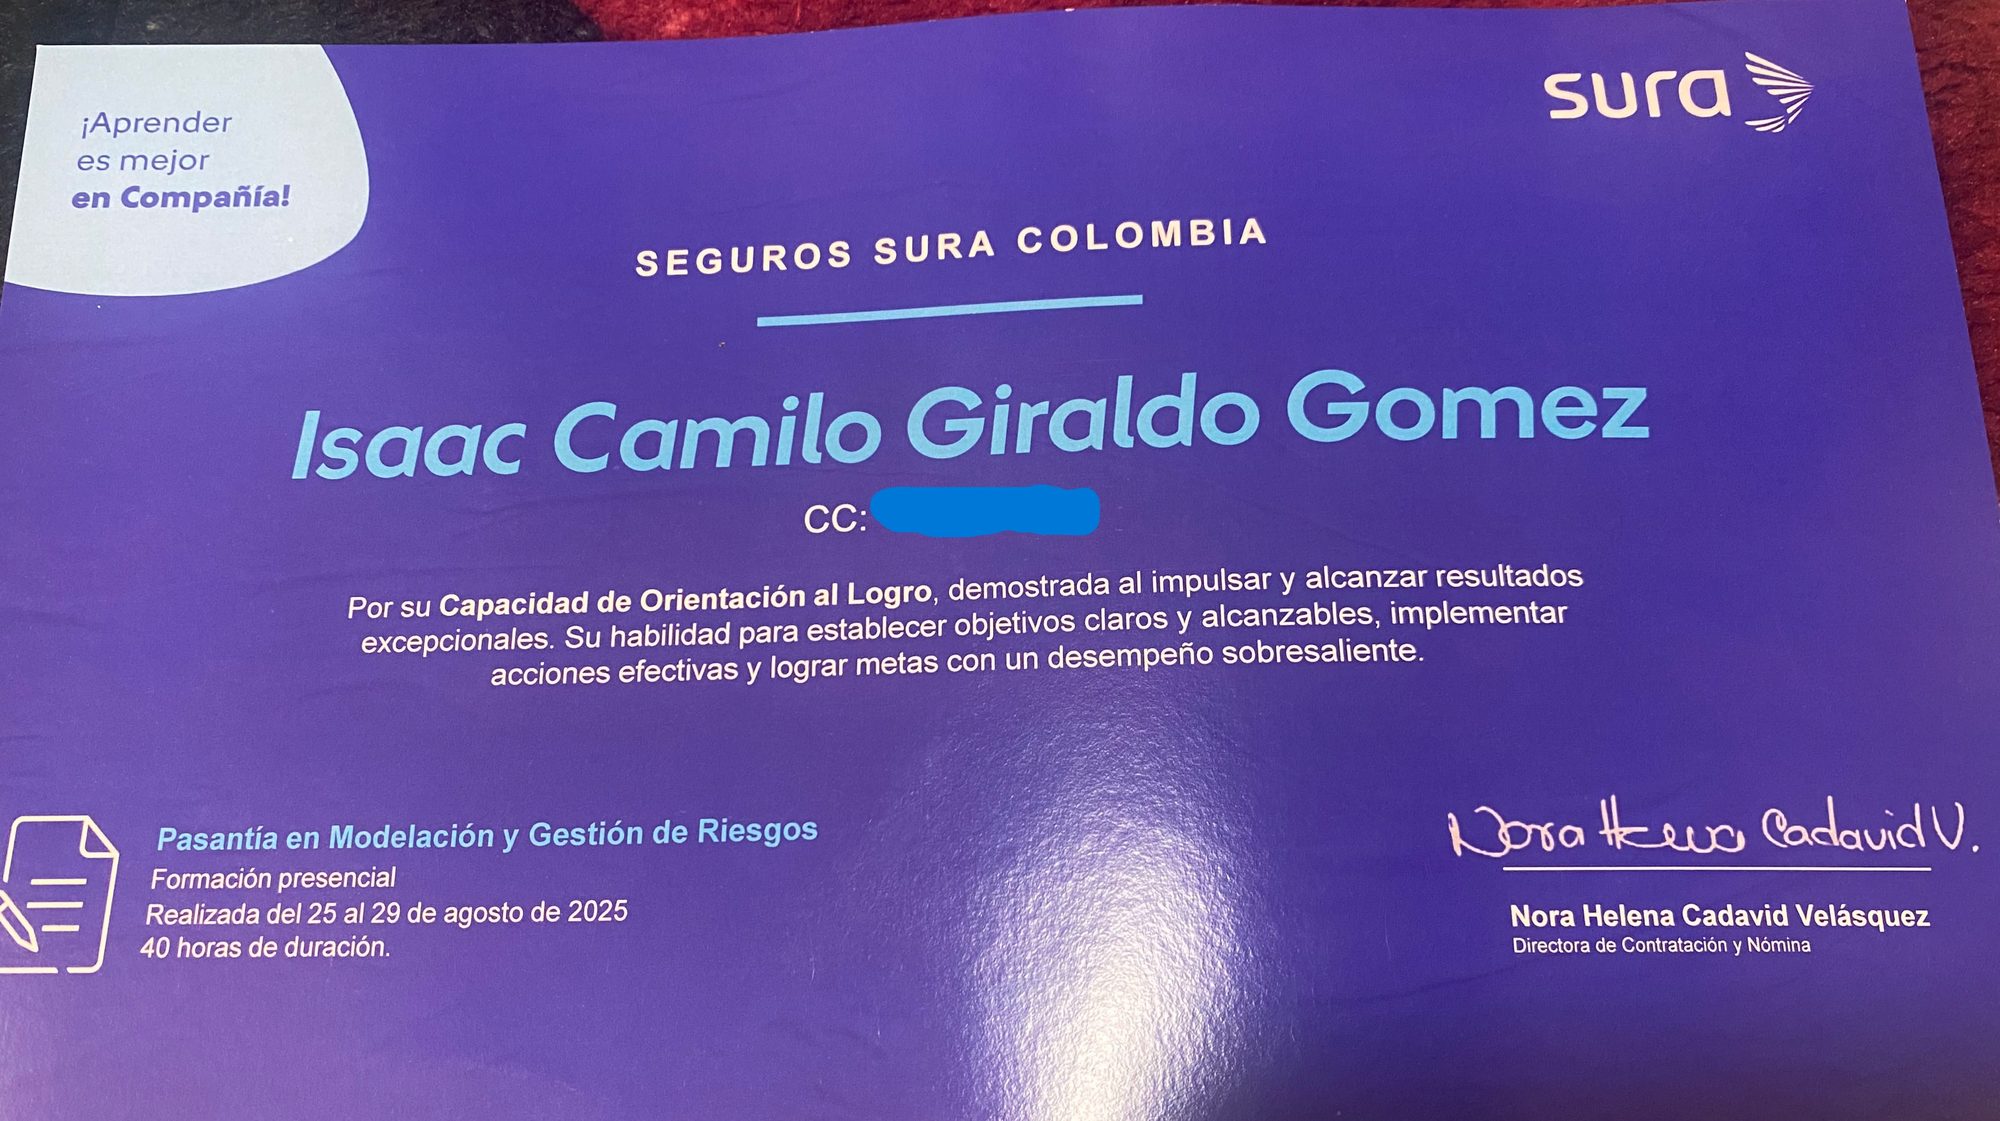 ¡Aprender
es mejor
en Compañía!
sura
SEGUROS SURA COLOMBIA
Isaac Camilo Giraldo Gomez
CC:
Por su Capacidad de Orientación al Logro, demostrada al impulsar y alcanzar resultados
excepcionales. Su habilidad para establecer objetivos claros y alcanzables, implementar
acciones efectivas y lograr metas con un desempeño sobresaliente.
Pasantía en Modelación y Gestión de Riesgos
Formación presencial
Realizada del 25 al 29 de agosto de 2025
40 horas de duración.
Nora Helena Cadavid V.
Nora Helena Cadavid Velásquez
Directora de Contratación y Nómina